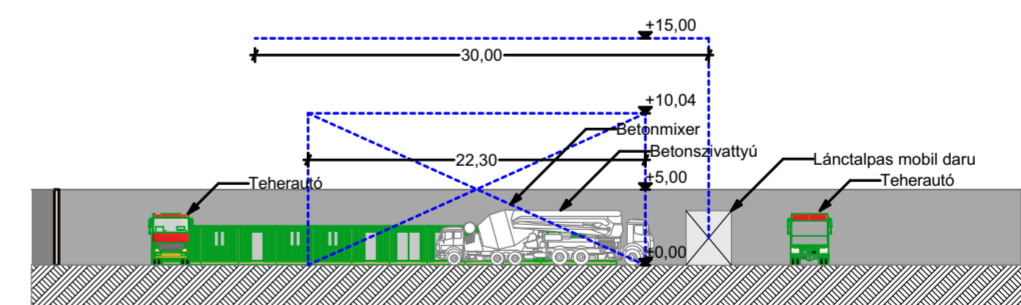 +15,00
30,00
+10,04
Betonmixer
22,30
Betonszivattyú
Lánctalpas mobil daru
+5,00
Teherautó
Teherautó
+0,00